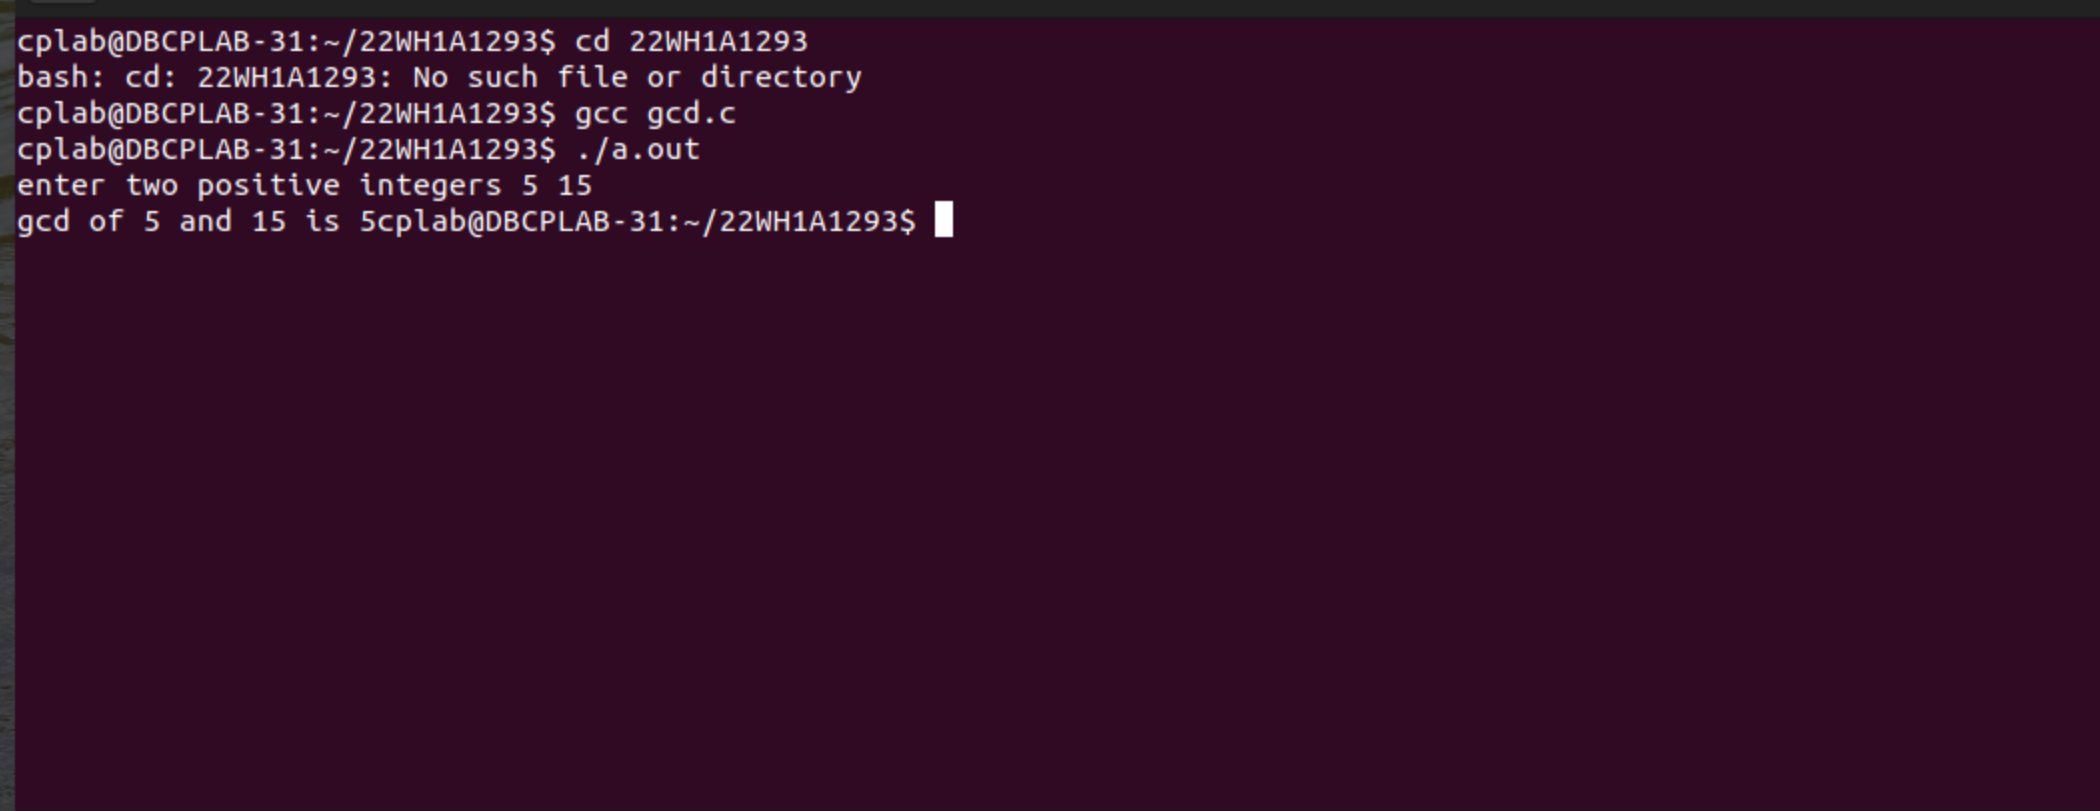 cplab@DBCPLAB-31:~/22WH1A1293$ cd 22WH1A1293
bash: cd: 22WH1A1293: No such file or directory
cplab@DBCPLAB-31:~/22WH1A1293$ gcc gcd.c
cplab@DBCPLAB-31:~/22WH1A1293$ ./a.out
enter two positive integers 5 15
gcd of 5 and 15 is 5cplab@DBCPLAB-31:~/22WH1A1293$